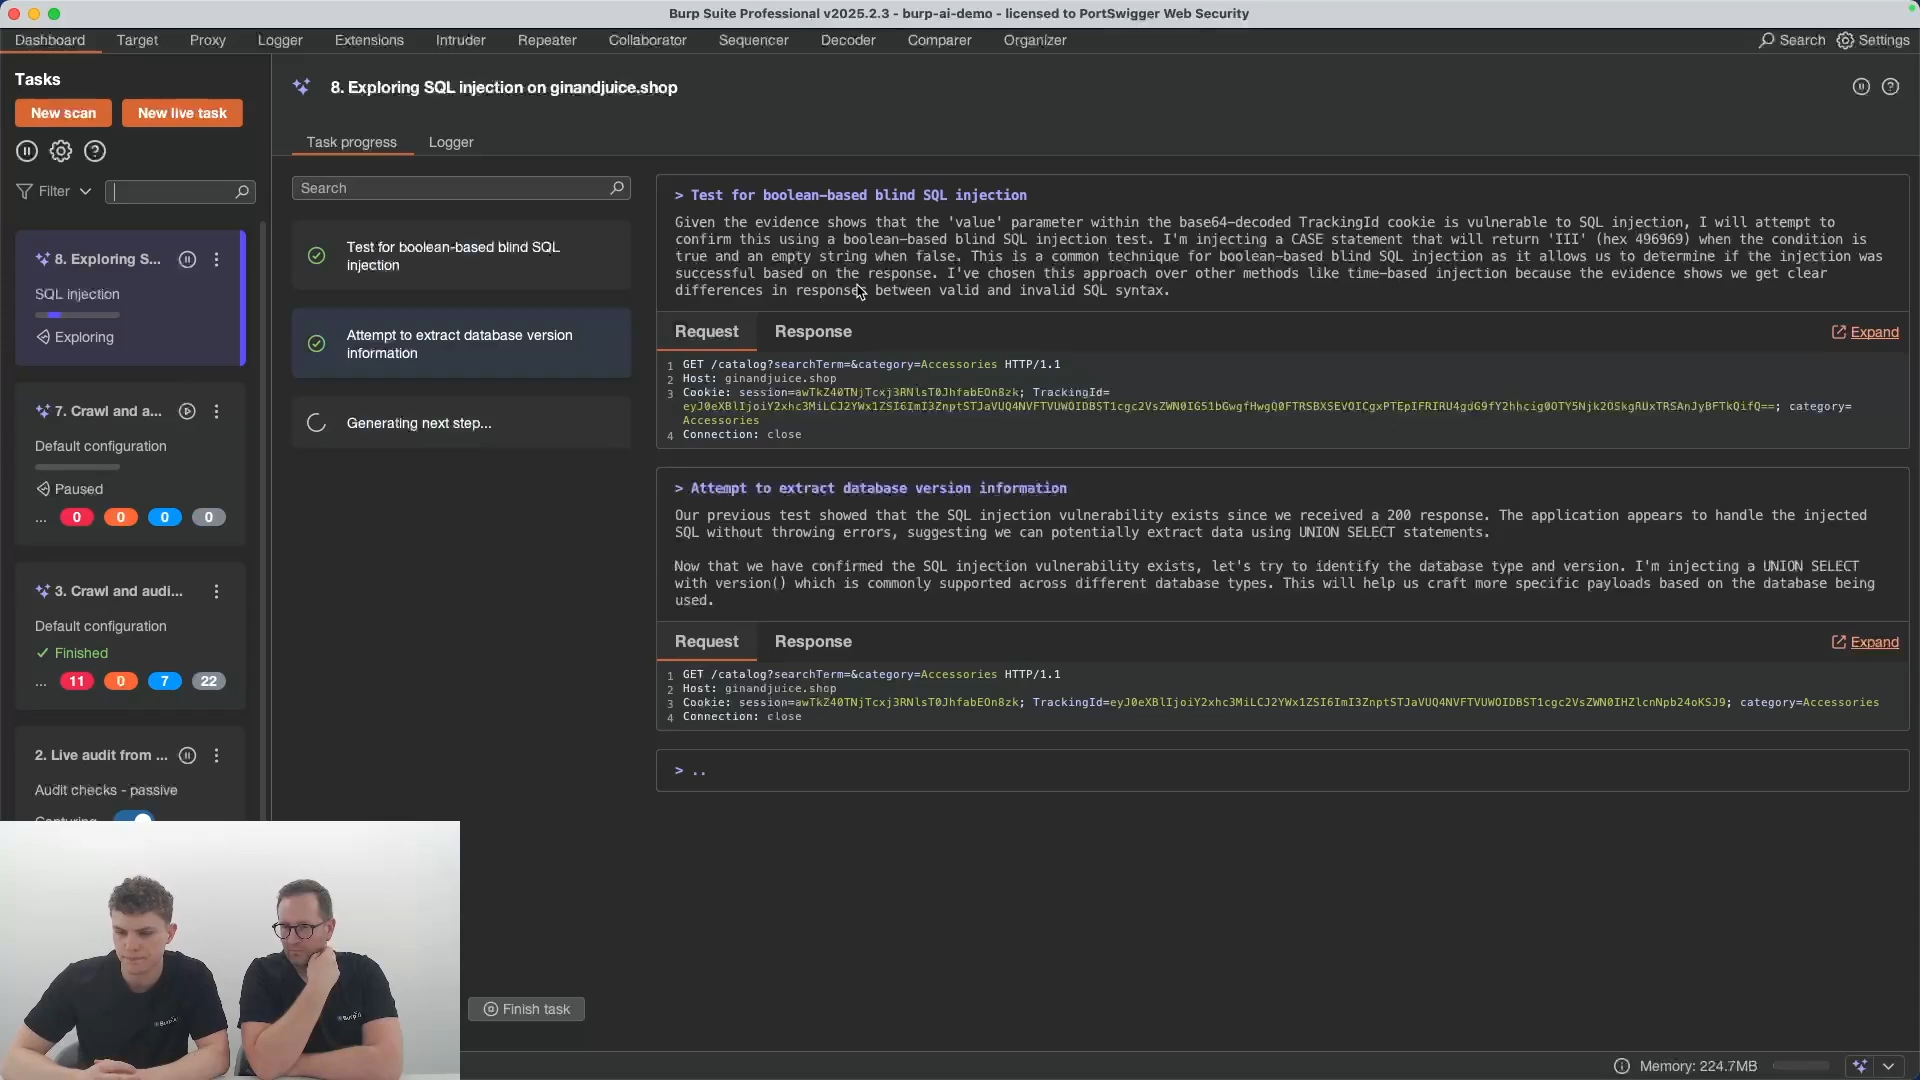 Burp Suite Professional v2025.2.3 - burp-ai-demo - licensed to PortSwigger Web Security
Dashboard Target Proxy Logger Extensions Intruder Repeater Collaborator Sequencer Decoder Comparer Organizer Search Settings
Tasks
New scan New live task
Filter
8. Exploring S...
SQL injection
Exploring
7. Crawl and a...
Default configuration
Paused
... 0 0 0 0
3. Crawl and audi...
Default configuration
Finished
... 11 0 7 22
2. Live audit from ...
Audit checks - passive
Capturing
8. Exploring SQL injection on ginandjuice.shop
Task progress Logger
Search
Test for boolean-based blind SQL
injection
Attempt to extract database version
information
Generating next step...
> Test for boolean-based blind SQL injection
Given the evidence shows that the 'value' parameter within the base64-decoded TrackingId cookie is vulnerable to SQL injection, I will attempt to
confirm this using a boolean-based blind SQL injection test. I'm injecting a CASE statement that will return 'III' (hex 496969) when the condition is
true and an empty string when false. This is a common technique for boolean-based blind SQL injection as it allows us to determine if the injection was
successful based on the response. I've chosen this approach over other methods like time-based injection because the evidence shows we get clear
differences in responses between valid and invalid SQL syntax.
Request Response Expand
1 GET /catalog?searchTerm=&category=Accessories HTTP/1.1
2 Host: ginandjuice.shop
3 Cookie: session=awTkZ40TNjTcxj3RNlsT0JhfabEOn8zk; TrackingId=
category=
Accessories
4 Connection: close
> Attempt to extract database version information
Our previous test showed that the SQL injection vulnerability exists since we received a 200 response. The application appears to handle the injected
SQL without throwing errors, suggesting we can potentially extract data using UNION SELECT statements.
Now that we have confirmed the SQL injection vulnerability exists, let's try to identify the database type and version. I'm injecting a UNION SELECT
with version() which is commonly supported across different database types. This will help us craft more specific payloads based on the database being
used.
Request Response Expand
1 GET /catalog?searchTerm=&category=Accessories HTTP/1.1
2 Host: ginandjuice.shop
3 Cookie: session=awTkZ40TNjTcxj3RNlsT0JhfabEOn8zk; TrackingId=eyJ0eXBlIjoiY2xhc3MiLCJ2YWx1ZSI6ImI3ZnptSTJaVUQ4NVFTVUWOIDBST1cgc2VsZWN0IHZlcnNpb24oKSJ9; category=Accessories
4 Connection: close
> ..
Finish task
Memory: 224.7MB